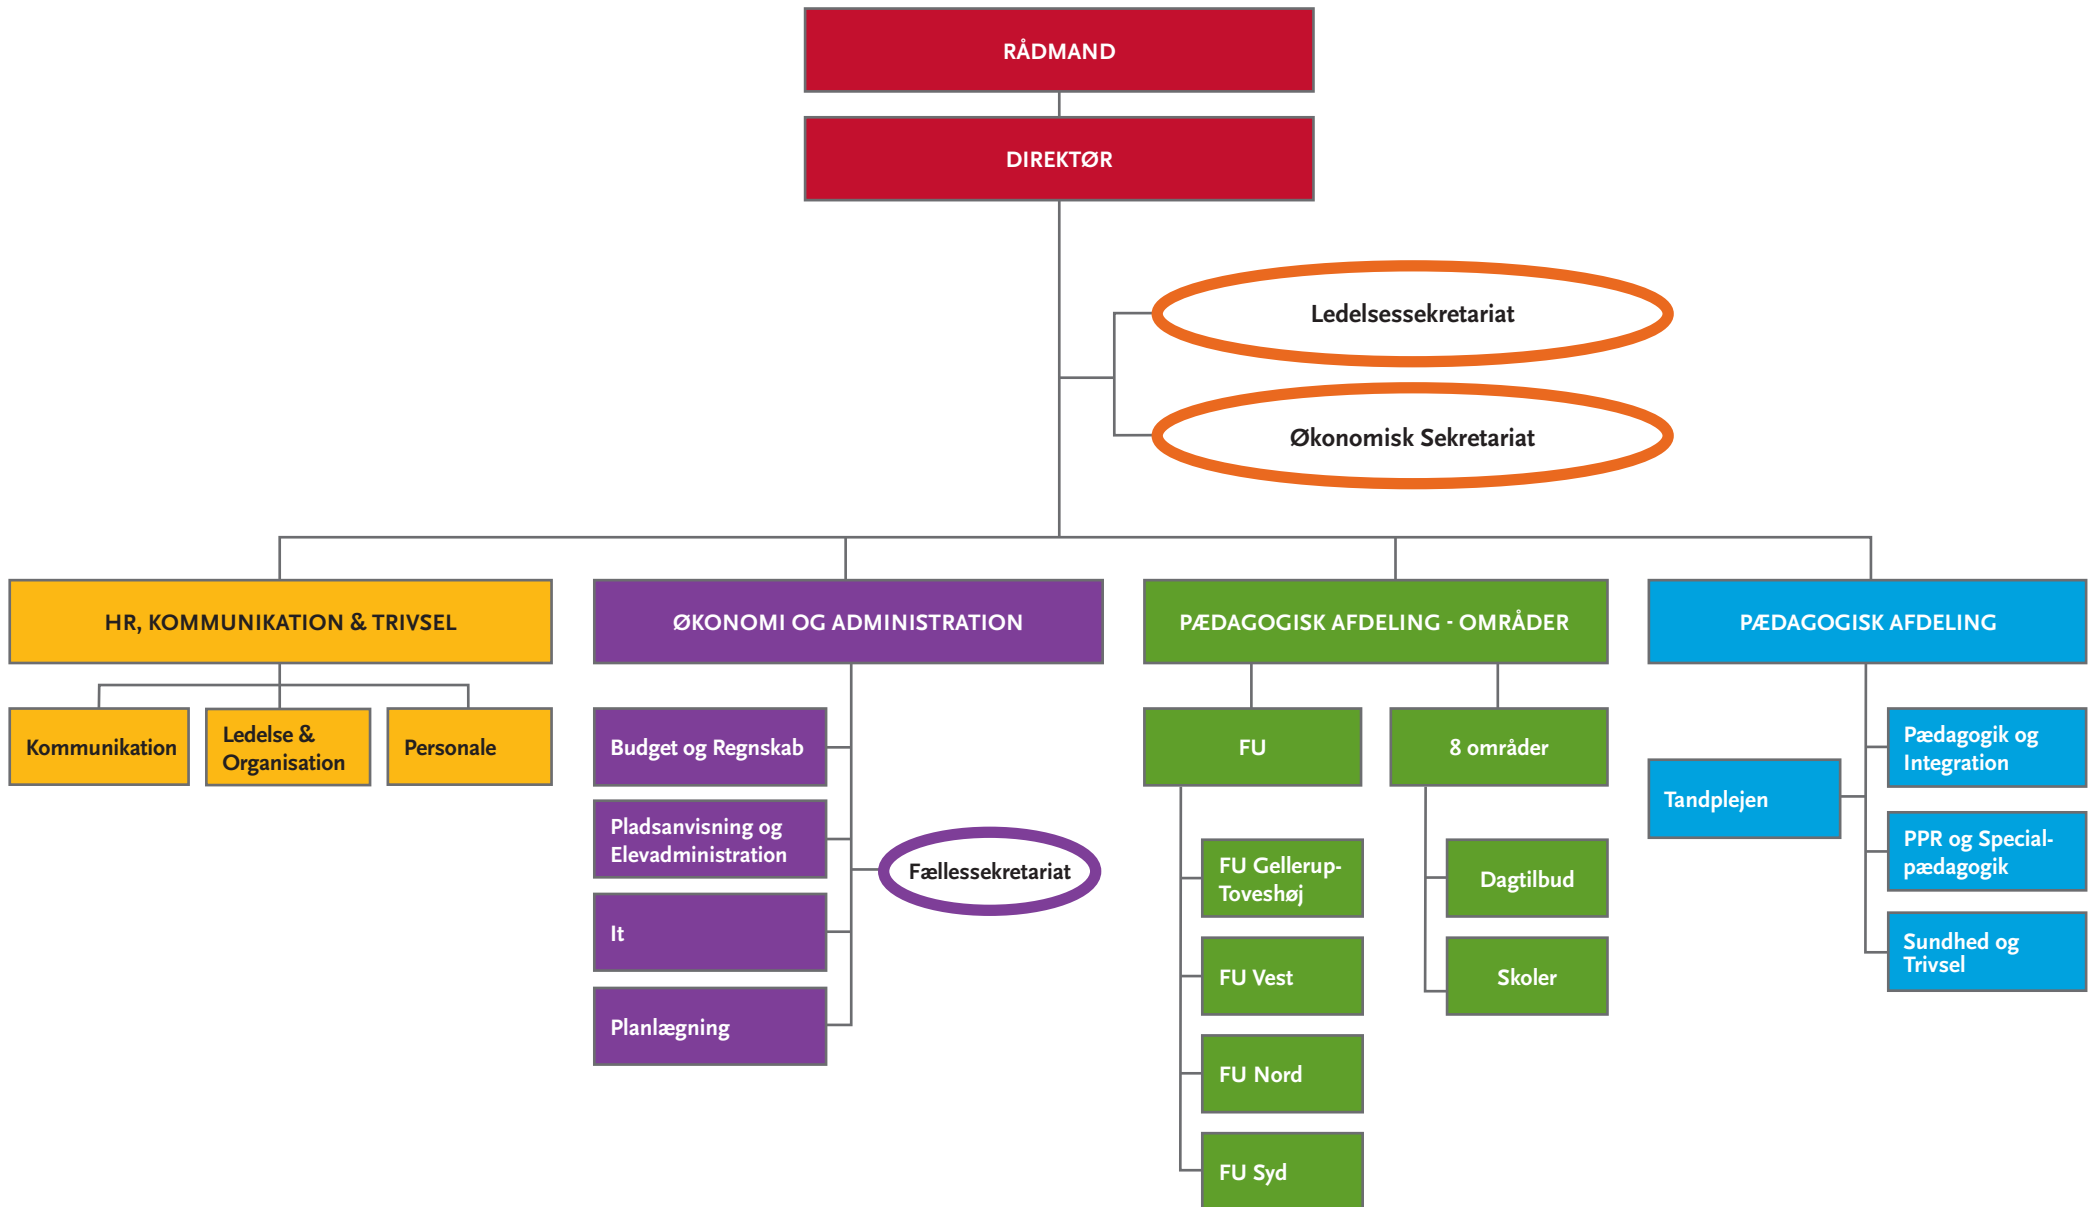 RÅDMAND
DIREKTØR
Ledelsessekretariat
Økonomisk Sekretariat
HR, KOMMUNIKATION & TRIVSEL
Kommunikation
Ledelse &
Organisation
Personale
ØKONOMI OG ADMINISTRATION
Budget og Regnskab
Pladsanvisning og
Elevadministration
It
Planlægning
Fællessekretariat
PÆDAGOGISK AFDELING - OMRÅDER
FU
FU Gellerup-
Toveshøj
FU Vest
FU Nord
FU Syd
8 områder
Dagtilbud
Skoler
PÆDAGOGISK AFDELING
Tandplejen
Pædagogik og
Integration
PPR og Special-
pædagogik
Sundhed og
Trivsel